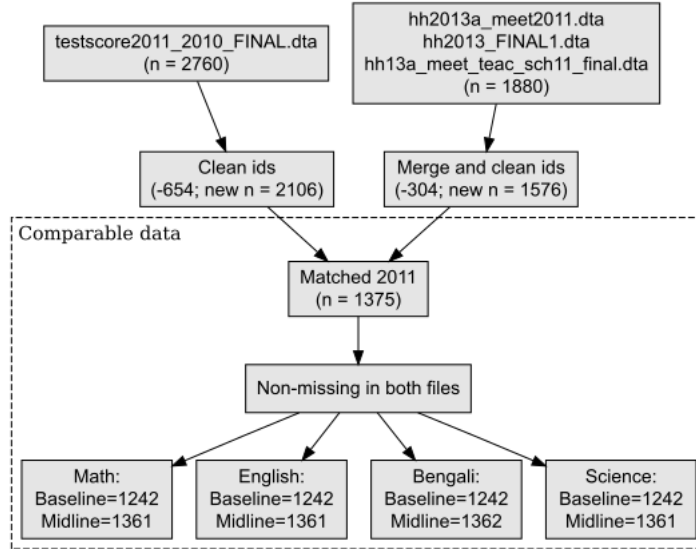 testscore2011_2010_FINAL.dta
(n = 2760)
hh2013a_meet2011.dta
hh2013_FINAL1.dta
hh13a_meet_teac_sch11_final.dta
(n = 1880)
Clean ids
(-654; new n = 2106)
Merge and clean ids
(-304; new n = 1576)
Comparable data
Matched 2011
(n = 1375)
Non-missing in both files
Math:
Baseline=1242
Midline=1361
English:
Baseline=1242
Midline=1361
Bengali:
Baseline=1242
Midline=1362
Science:
Baseline=1242
Midline=1361